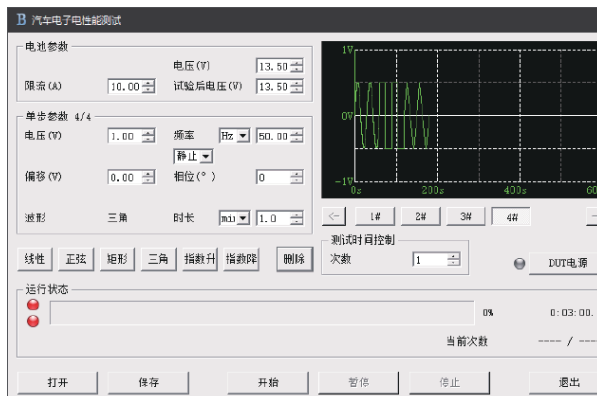 B 汽车电子电性能测试
电池参数
电压(V) 13.50
限流(A) 10.00 试验后电压(V) 13.50
单步参数 4/4
电压(V) 1.00 频率 Hz 50.00
静止
偏移(V) 0.00 相位(°) 0
波形 三角 时长 min 1.0
线性 正弦 矩形 三角 指数升 指数降 删除
1V
0V
-1V
0s 200s 400s 60
<- 1# 2# 3# 4#
测试时间控制
次数 1 DUT电源
运行状态
0% 0:03:00.
当前次数 ---- / ---
打开 保存 开始 暂停 停止 退出